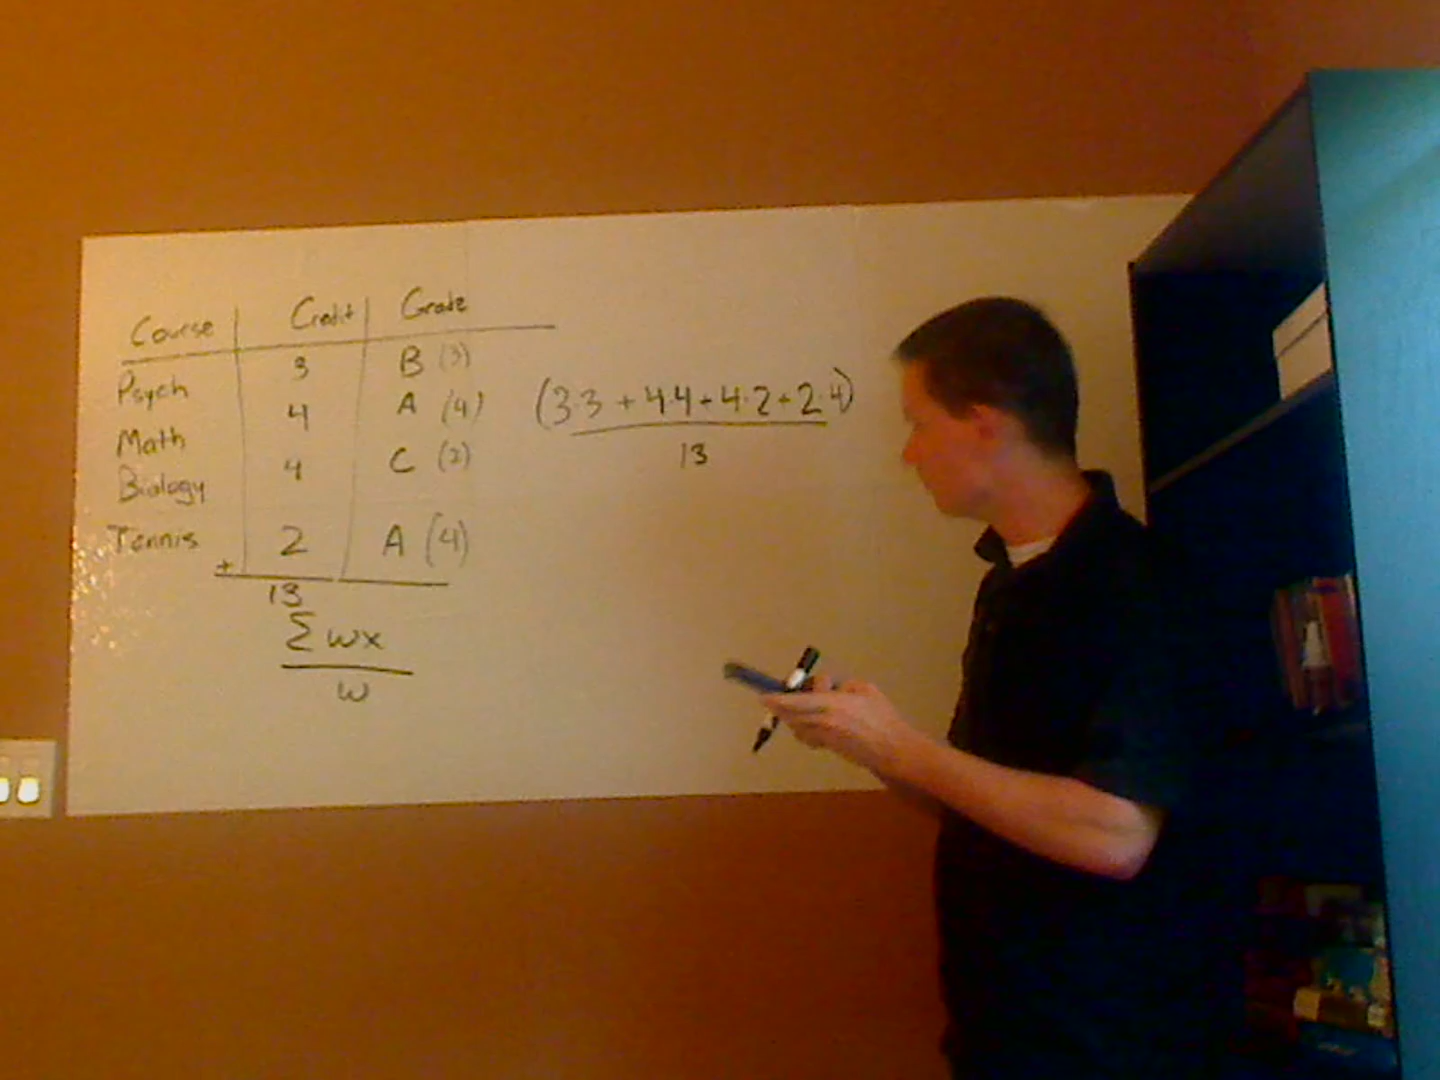 Course Credit Grade
Psych 3 B (3)
Math 4 A (4)
Biology 4 C (2)
Tennis 2 A (4)
+
13
Σ wx
w
(3·3 + 4·4 + 4·2 + 2·4)
13